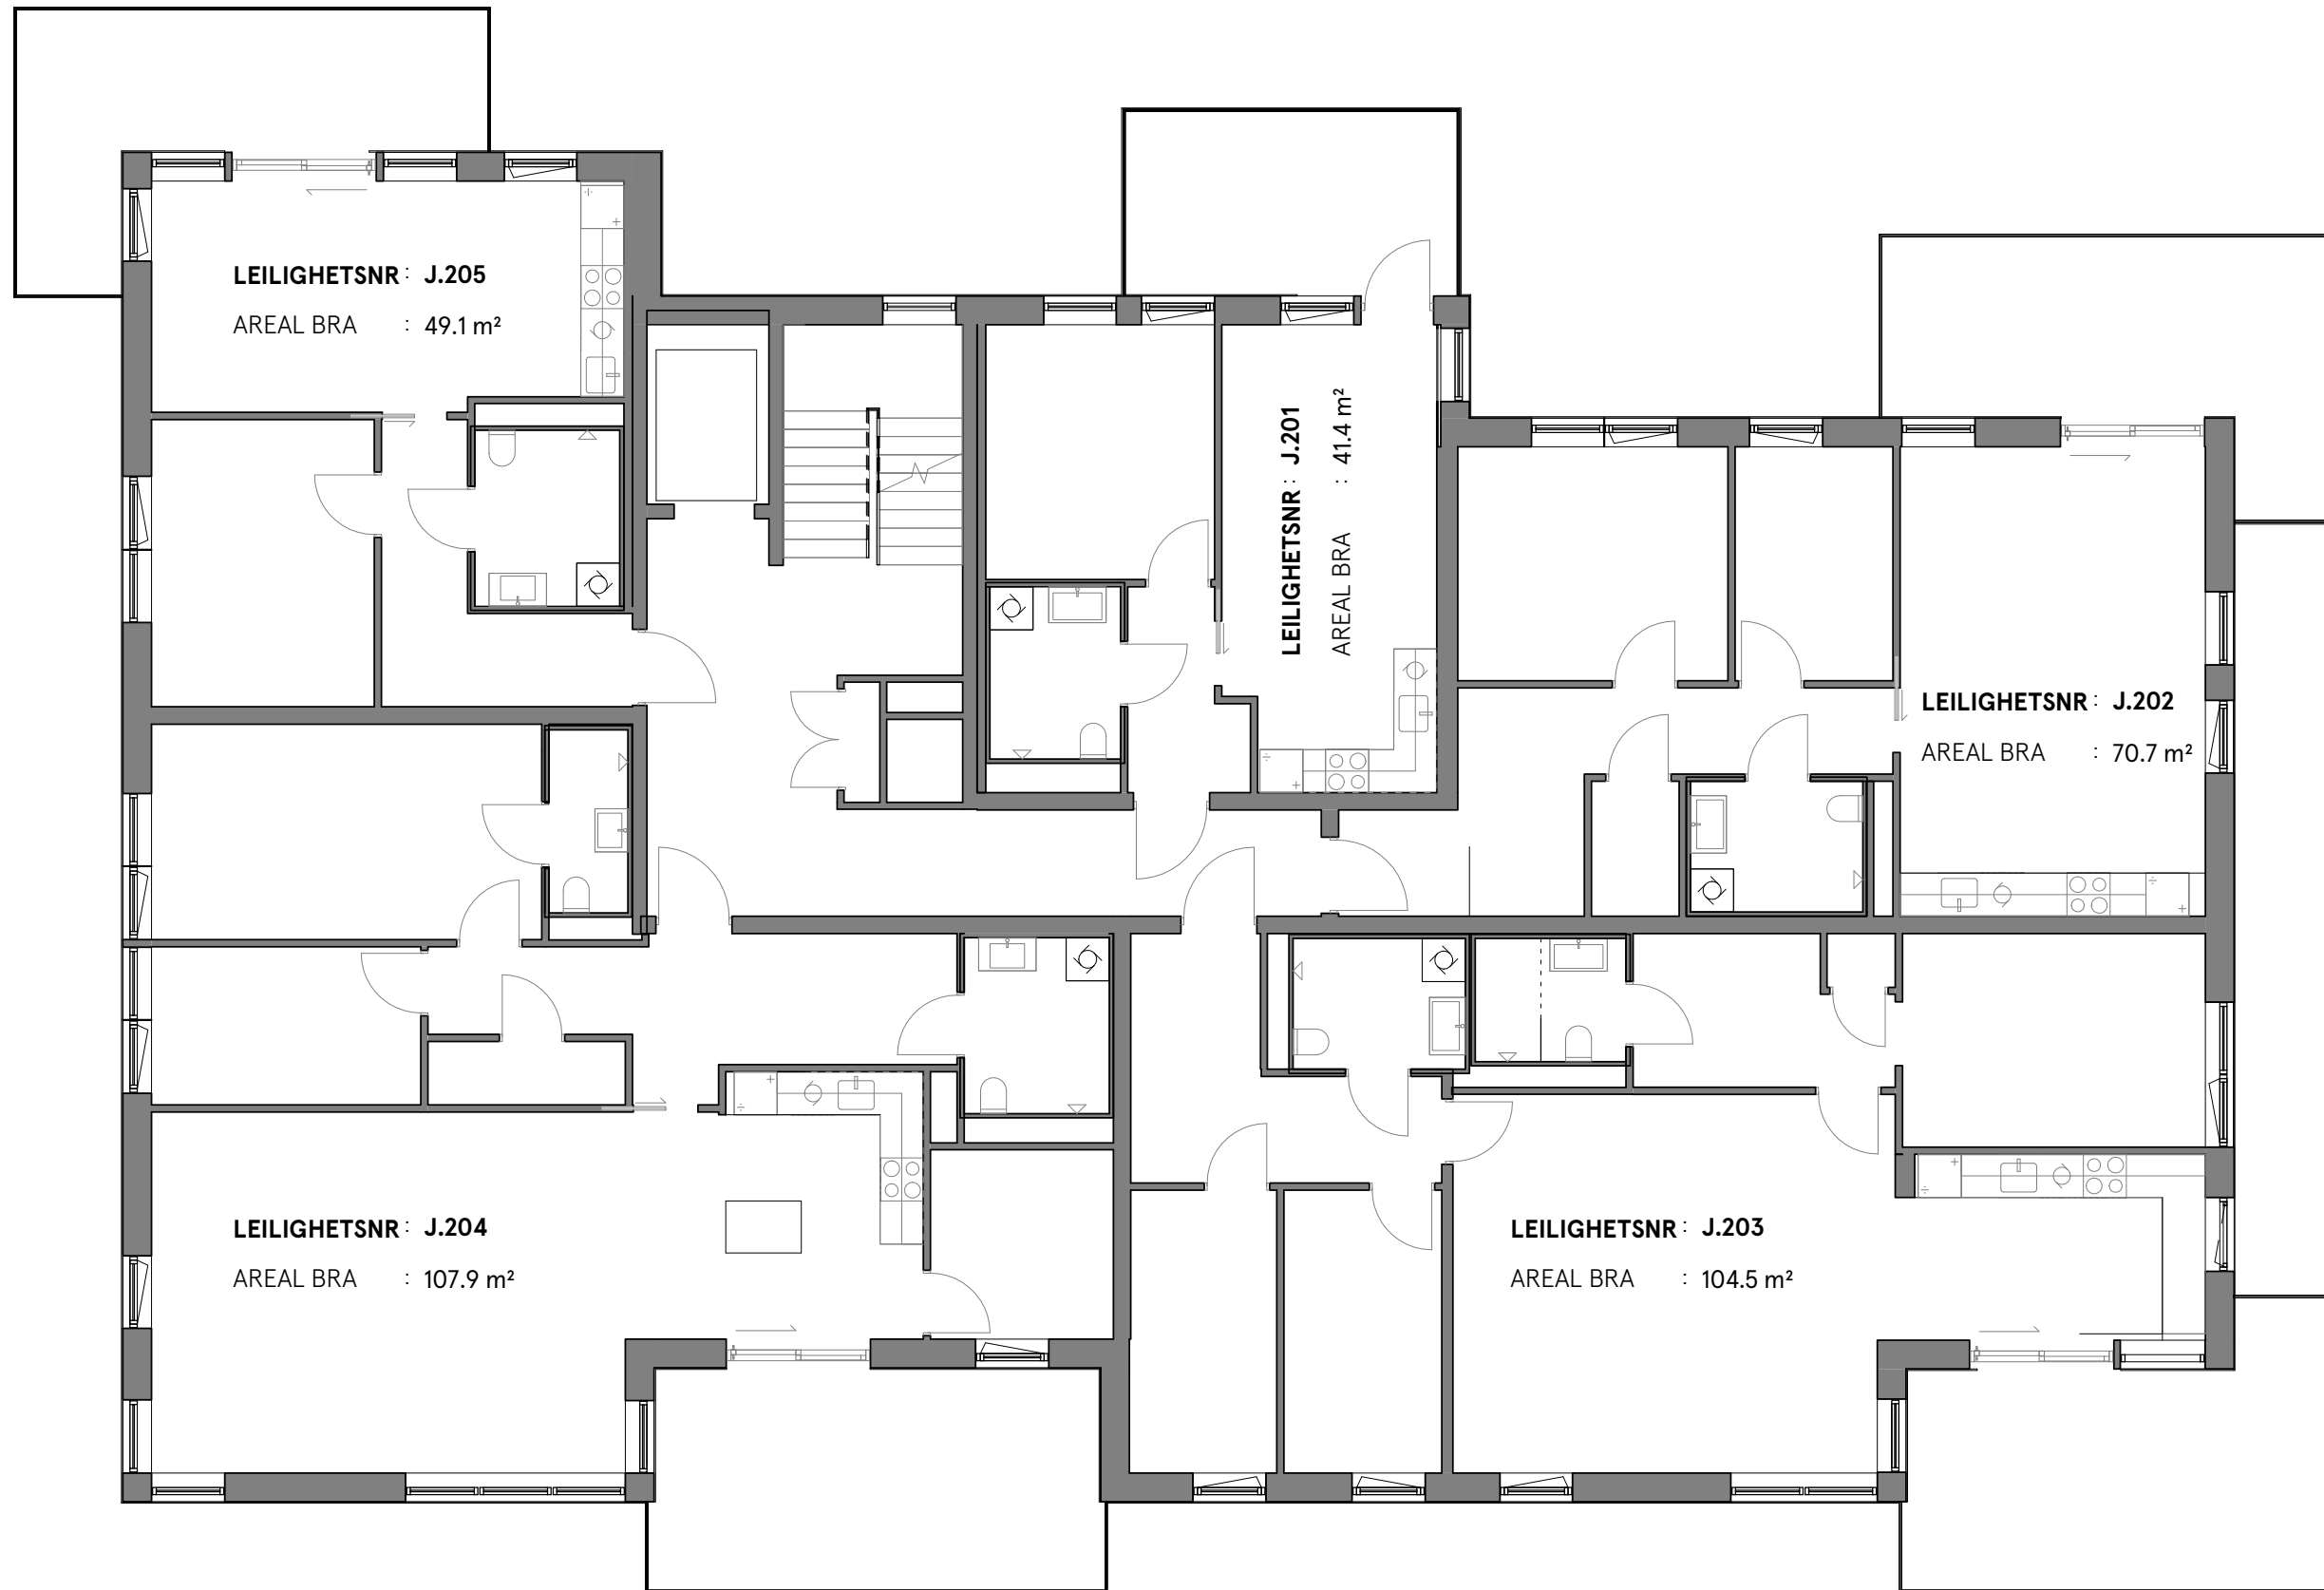 LEILIGHETSNR : J.205
AREAL BRA : 49.1 m²
LEILIGHETSNR : J.201
AREAL BRA : 41.4 m²
LEILIGHETSNR : J.202
AREAL BRA : 70.7 m²
LEILIGHETSNR : J.204
AREAL BRA : 107.9 m²
LEILIGHETSNR : J.203
AREAL BRA : 104.5 m²